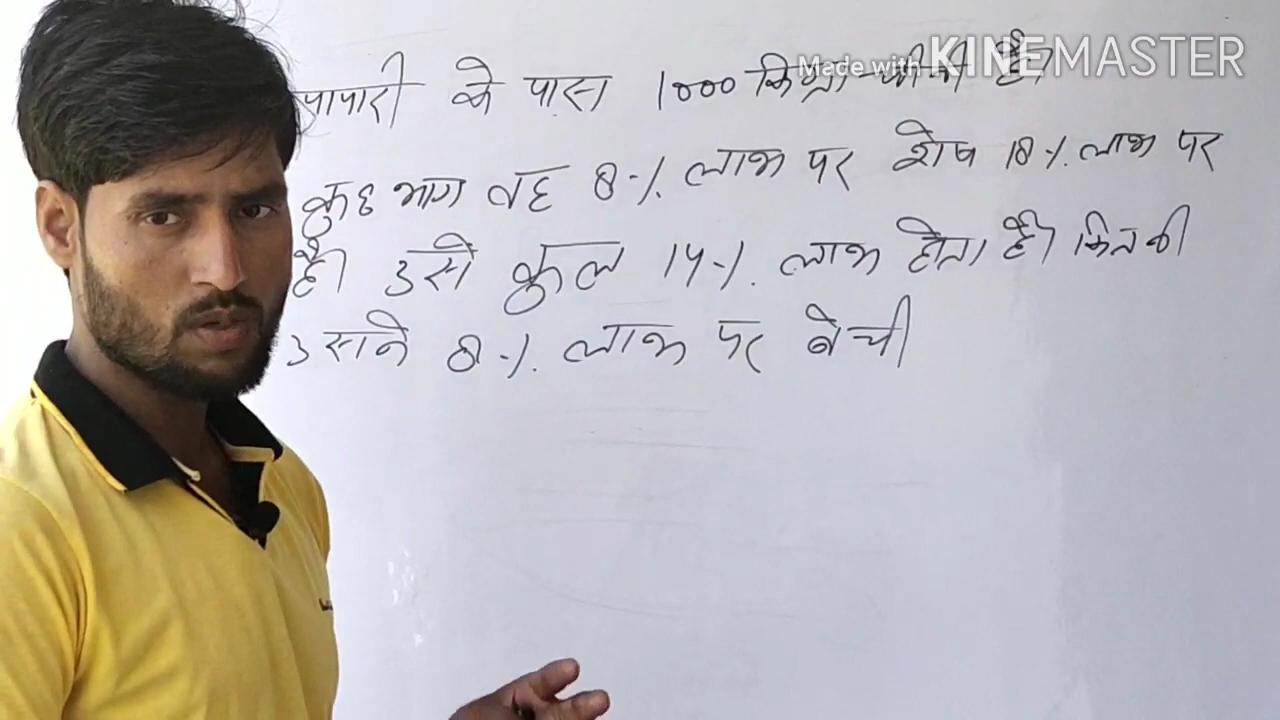 Made with KINEMASTER
पापारी के पास 1000 किग्रा चीनी है।
कुछ भाग वह 8% लाभ पर शेष 18% लाभ पर
है। उसे कुल 14% लाभ होता है। कितनी
उसने 8% लाभ पर बेची